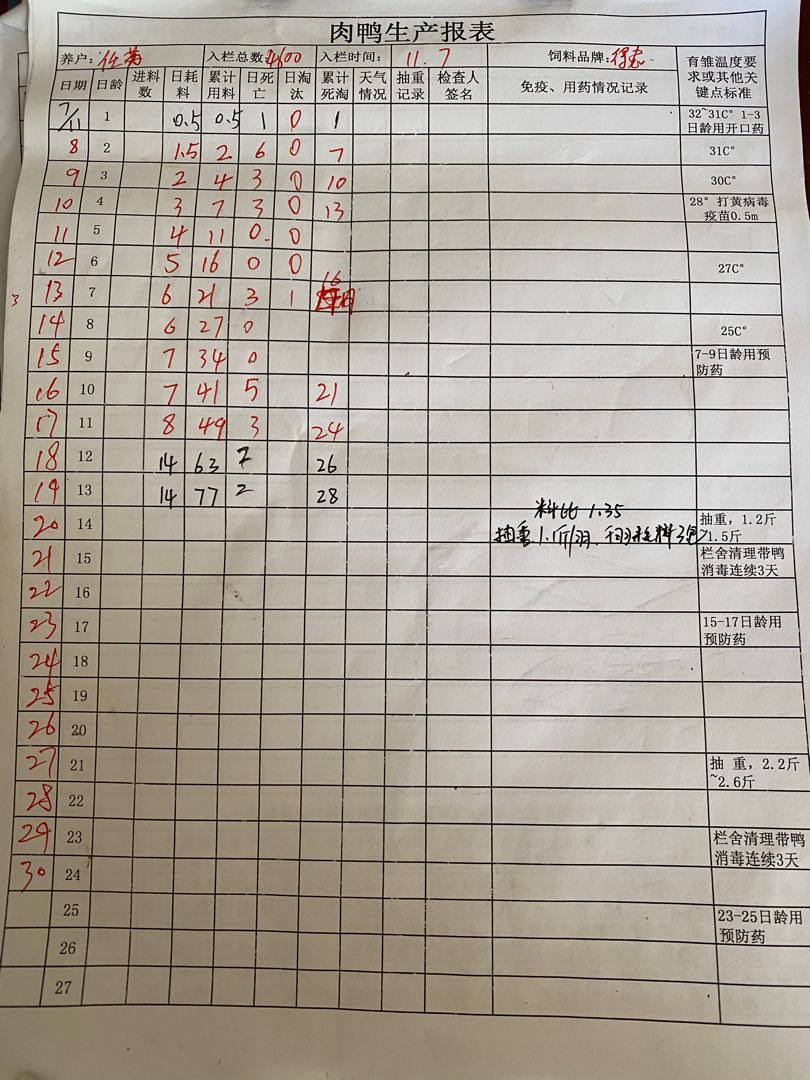 肉鸭生产报表
养户: 入栏总数 入栏时间: 11.7 饲料品牌: 育雏温度要求或其他关键点标准
日期 日龄 进料数 日耗料 累计用料 日死亡 日淘汰 累计死淘 天气情况 抽重记录 检查人签名 免疫、用药情况记录
7/11 1 0.5 0.5 1 0 1 32~31C° 1-3日龄用开口药
8 2 1.5 2 6 0 7 31C°
9 3 2 4 3 0 10 30C°
10 4 3 7 3 0 13 28° 打黄病毒疫苗0.5m
11 5 4 11 0 0
12 6 5 16 0 0 27C°
3 13 7 6 21 3 1 16
14 8 6 27 0 25C°
15 9 7 34 0 7-9日龄用预防药
16 10 7 41 5 21
17 11 8 49 3 24
18 12 14 63 2 26
19 13 14 77 2 28
料比 1.35
20 14 抽重 抽重，1.2斤~1.5斤
21 15 栏舍清理带鸭消毒连续3天
22 16
23 17 15-17日龄用预防药
24 18
25 19
26 20
27 21 抽 重，2.2斤~2.6斤
28 22
29 23 栏舍清理带鸭消毒连续3天
30 24
25 23-25日龄用预防药
26
27